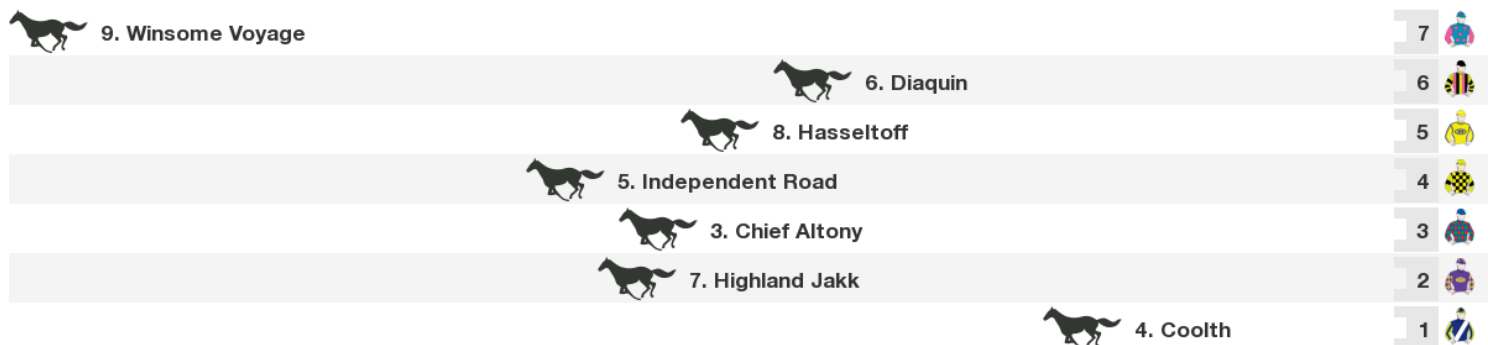 9. Winsome Voyage 7
6. Diaquin 6
8. Hasseltoff 5
5. Independent Road 4
3. Chief Altony 3
7. Highland Jakk 2
4. Coolth 1